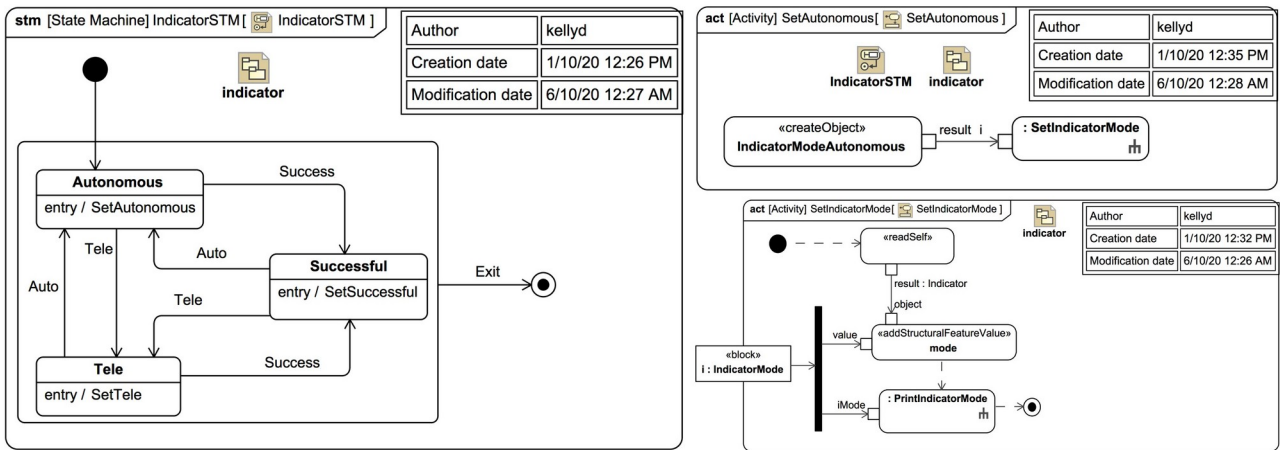 stm [State Machine] IndicatorSTM [ IndicatorSTM ]
Author kellyd
Creation date 1/10/20 12:26 PM
Modification date 6/10/20 12:27 AM
indicator
Autonomous
entry / SetAutonomous
Success
Tele
Auto
Auto
Successful
entry / SetSuccessful
Exit
Tele
Tele
entry / SetTele
Success
act [Activity] SetAutonomous[ SetAutonomous ]
Author kellyd
Creation date 1/10/20 12:35 PM
Modification date 6/10/20 12:28 AM
IndicatorSTM indicator
«createObject»
IndicatorModeAutonomous
result i
: SetIndicatorMode
act [Activity] SetIndicatorMode[ SetIndicatorMode ]
indicator
Author kellyd
Creation date 1/10/20 12:32 PM
Modification date 6/10/20 12:26 AM
«readSelf»
result : Indicator
object
value
«addStructuralFeatureValue»
mode
«block»
i : IndicatorMode
iMode
: PrintIndicatorMode